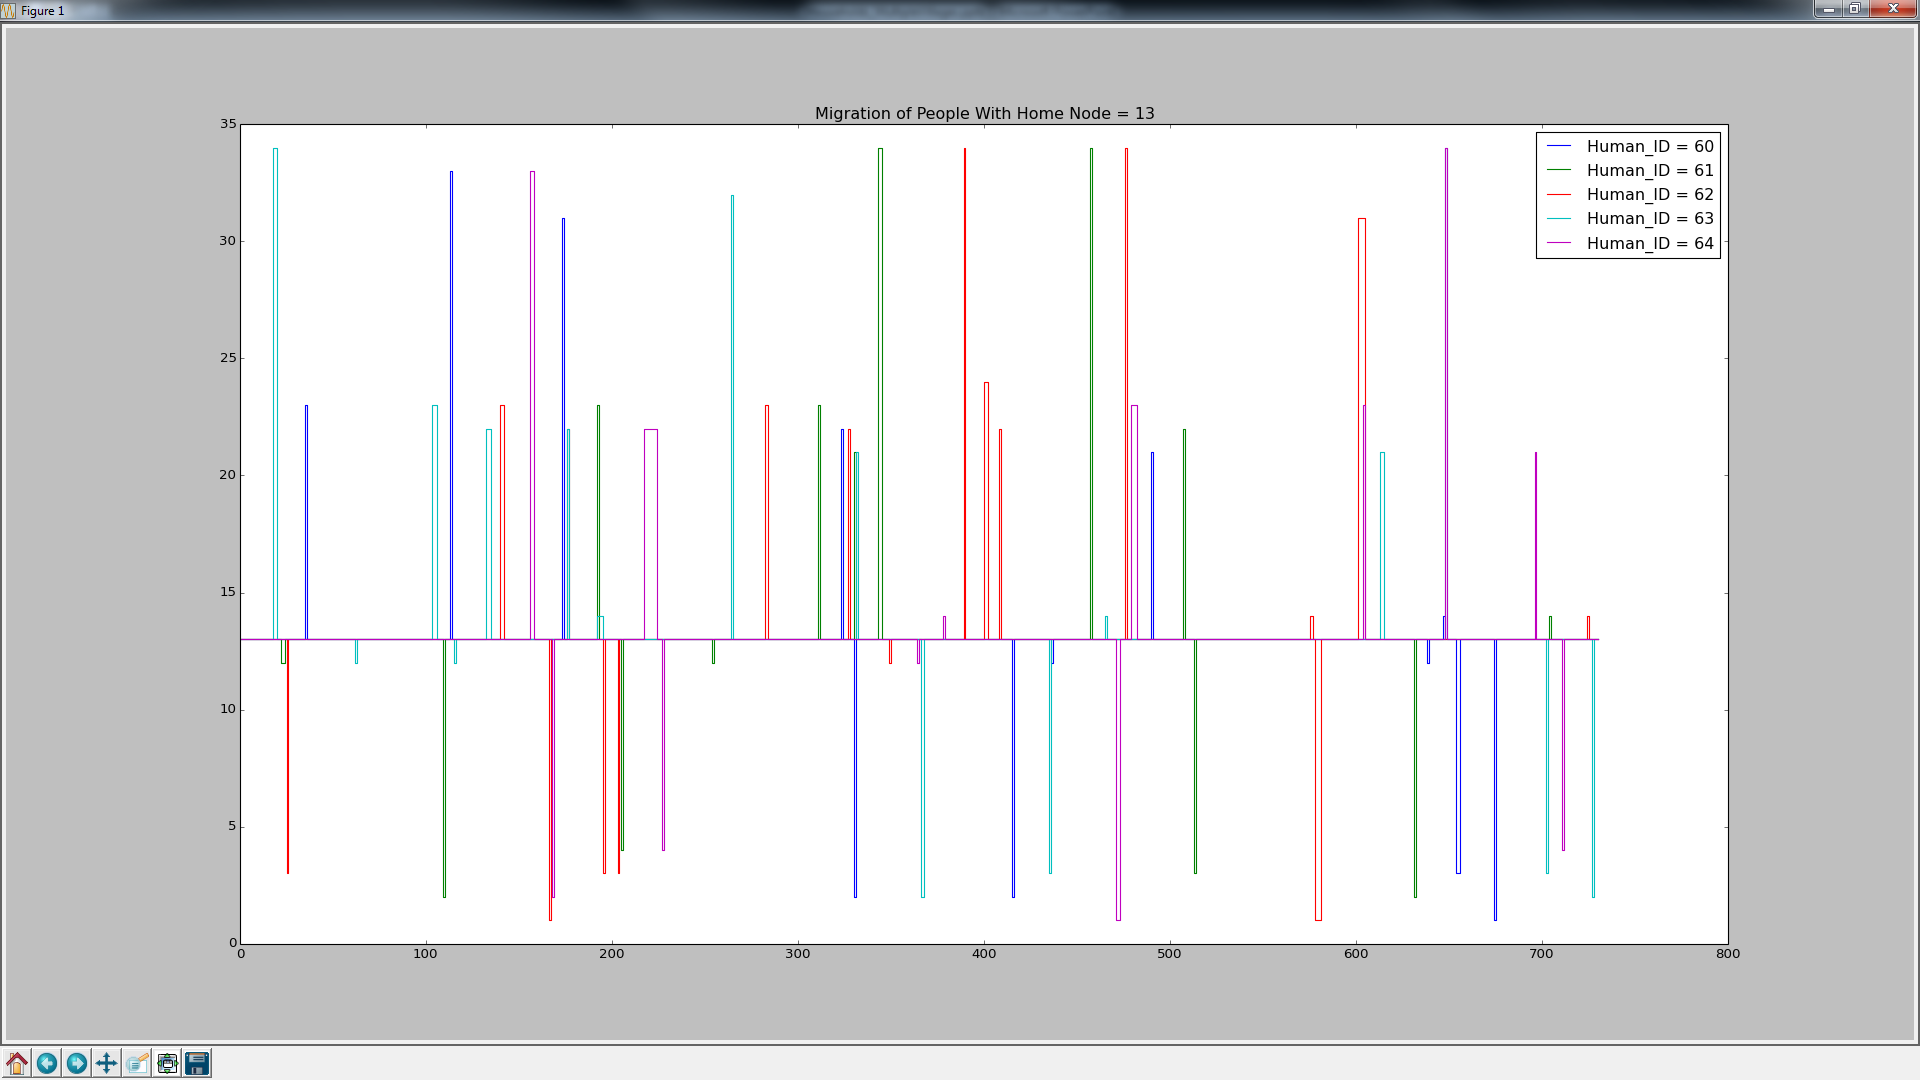 Figure 1
Migration of People With Home Node = 13
35
30
25
20
15
10
5
0
0 100 200 300 400 500 600 700 800
Human_ID = 60
Human_ID = 61
Human_ID = 62
Human_ID = 63
Human_ID = 64